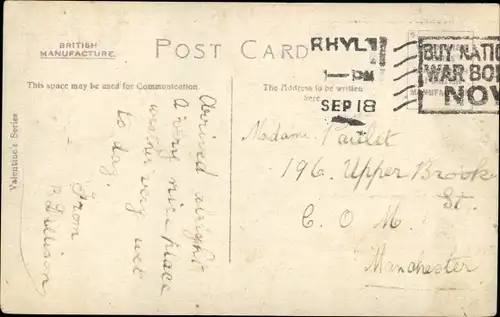 BRITISH
MANUFACTURE.
POST CARD
This space may be used for Communication.
The Address to be written
here
Valentine's Series
RHYL
1— PM
SEP 18
BUY NATIO
WAR BO
NOW
Arrived alright
a very nice place
weather very wet
to day.
From
Madame Paulet
196. Upper Brook
St.
C. O. M.
Manchester